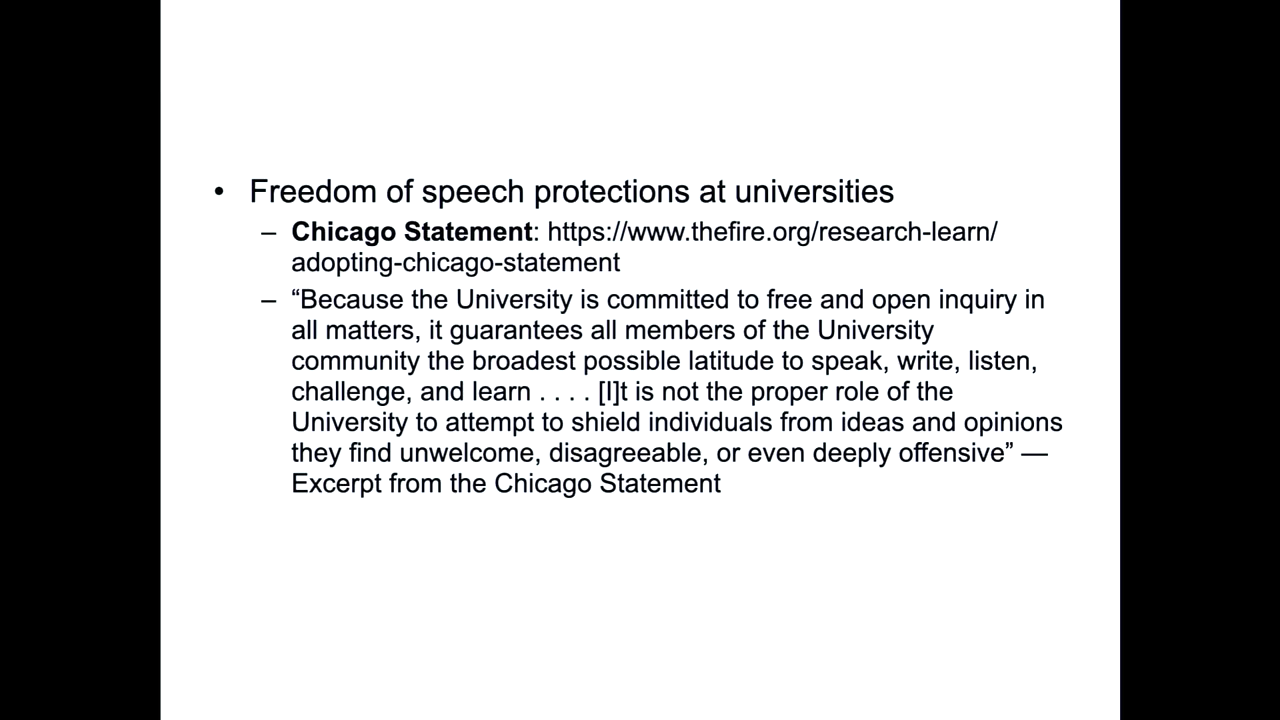 • Freedom of speech protections at universities
– Chicago Statement: https://www.thefire.org/research-learn/
adopting-chicago-statement
– “Because the University is committed to free and open inquiry in
all matters, it guarantees all members of the University
community the broadest possible latitude to speak, write, listen,
challenge, and learn . . . . [I]t is not the proper role of the
University to attempt to shield individuals from ideas and opinions
they find unwelcome, disagreeable, or even deeply offensive” —
Excerpt from the Chicago Statement